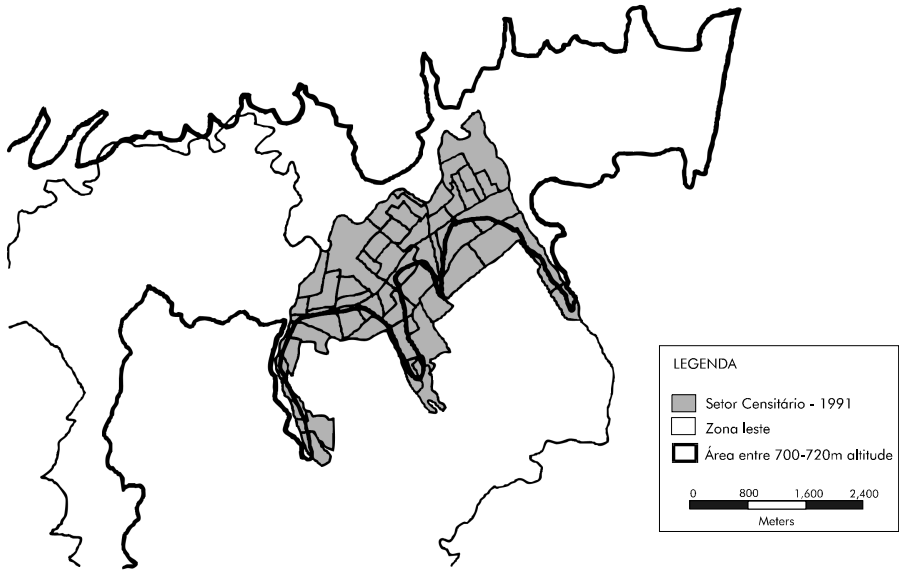 LEGENDA
Setor Censitário - 1991
Zona leste
Área entre 700-720m altitude
0 800 1,600 2,400
Meters